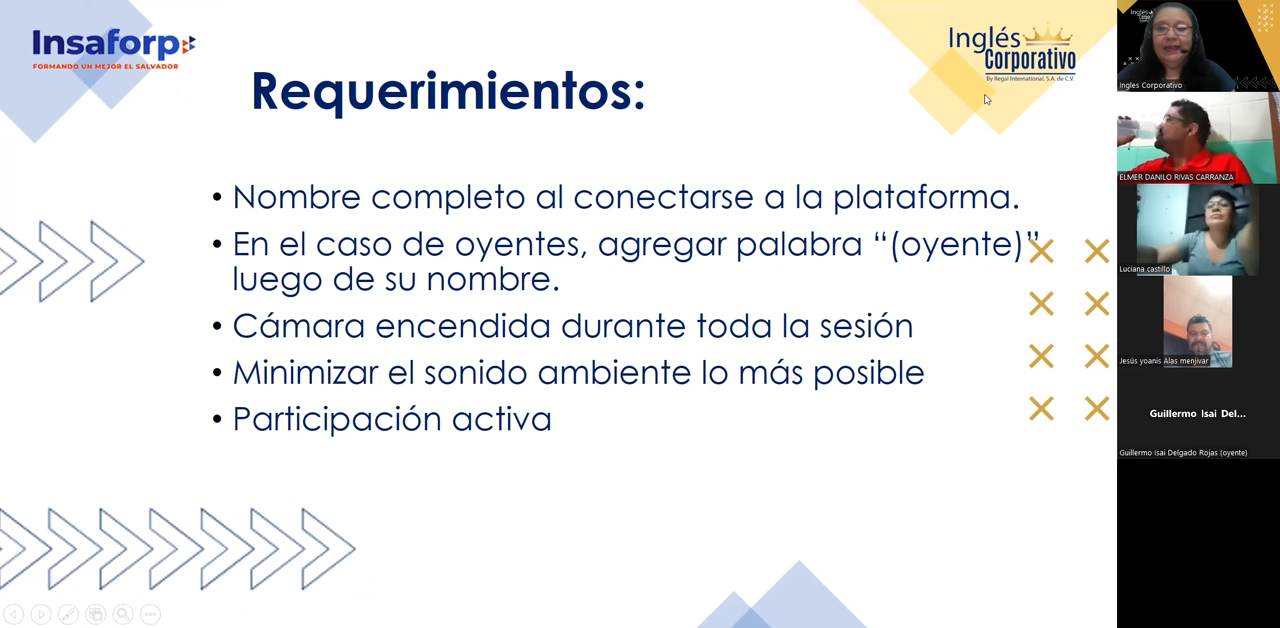 Insaforp
FORMANDO UN MEJOR EL SALVADOR
Inglés
Corporativo
By Regal International, S.A. de C.V.
Requerimientos:
• Nombre completo al conectarse a la plataforma.
• En el caso de oyentes, agregar palabra “(oyente)”
luego de su nombre.
• Cámara encendida durante toda la sesión
• Minimizar el sonido ambiente lo más posible
• Participación activa
Ingles Corporativo
ELMER DANILO RIVAS CARRANZA
Luciana castillo
Jesús yoanis Alas menjivar
Guillermo Isai Del...
Guillermo Isai Delgado Rojas (oyente)